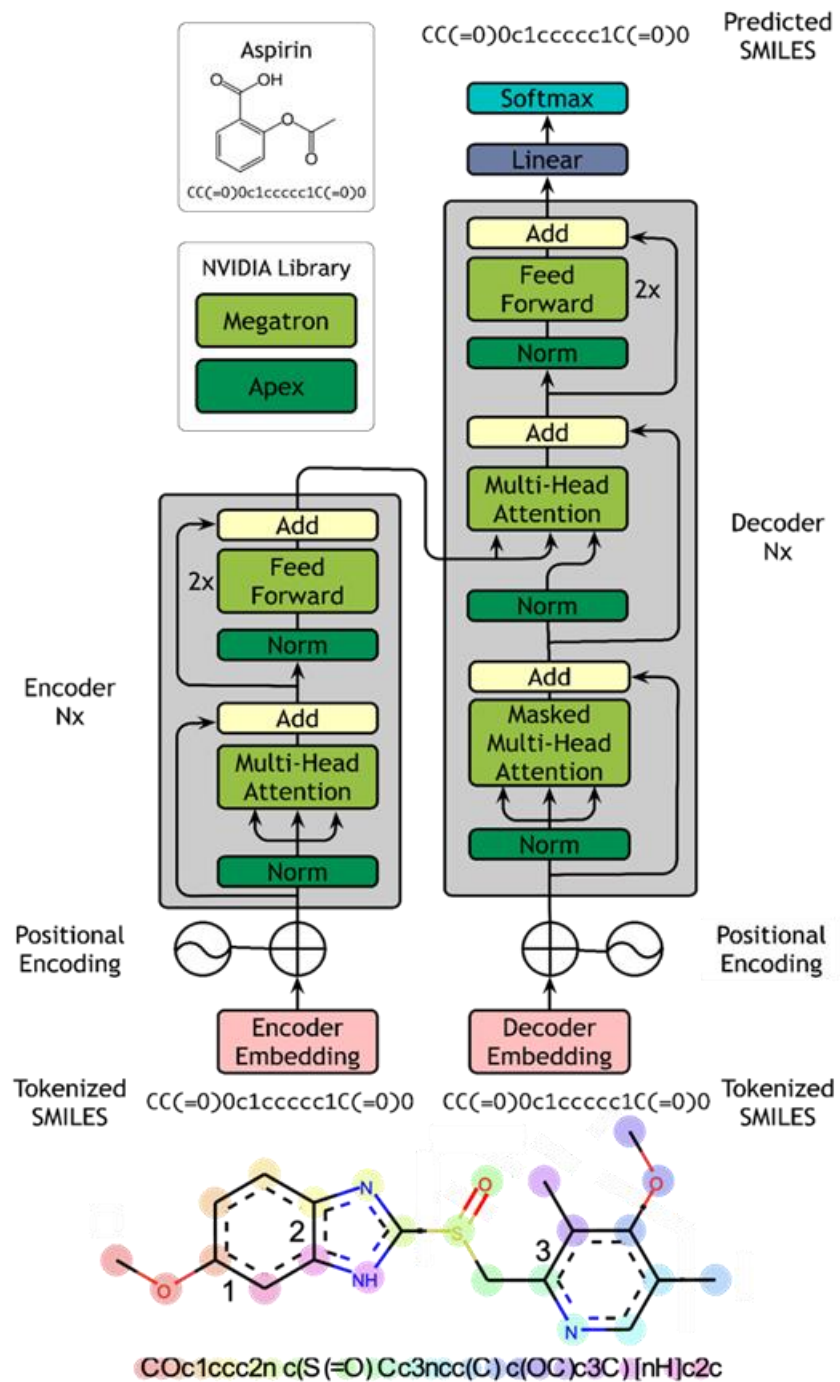 Aspirin
O
OH
O
O
CC(=O)Oc1ccccc1C(=O)O
NVIDIA Library
Megatron
Apex
CC(=O)Oc1ccccc1C(=O)O
Predicted
SMILES
Softmax
Linear
Add
Feed
Forward
2x
Norm
Add
Multi-Head
Attention
Norm
Add
Masked
Multi-Head
Attention
Norm
Decoder
Nx
Add
Feed
Forward
2x
Norm
Add
Multi-Head
Attention
Norm
Encoder
Nx
Positional
Encoding
Positional
Encoding
Encoder
Embedding
Decoder
Embedding
Tokenized
SMILES
CC(=O)Oc1ccccc1C(=O)O
CC(=O)Oc1ccccc1C(=O)O
Tokenized
SMILES
O
1
2
N
NH
S
O
3
N
O
COc1ccc2n c(S(=O) Cc3ncc(C) c(OC)c3C) [nH]c2c